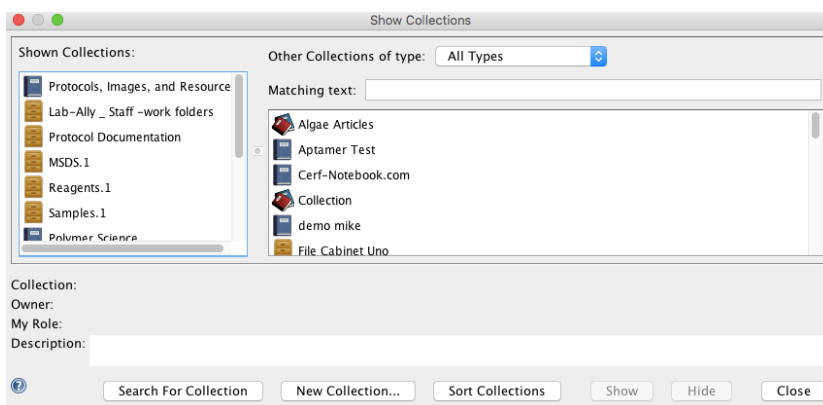 Show Collections
Shown Collections:
Protocols, Images, and Resource
Lab-Ally _ Staff -work folders
Protocol Documentation
MSDS.1
Reagents.1
Samples.1
Polymer Science
Other Collections of type: All Types
Matching text:
Algae Articles
Aptamer Test
Cerf-Notebook.com
Collection
demo mike
File Cabinet Uno
Collection:
Owner:
My Role:
Description:
? Search For Collection New Collection... Sort Collections Show Hide Close